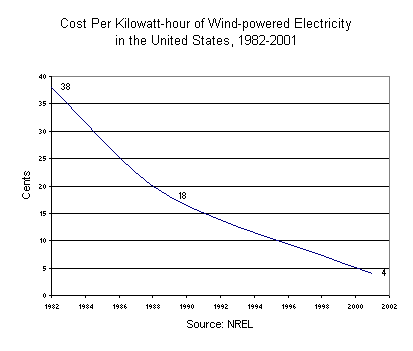 Cost Per Kilowatt-hour of Wind-powered Electricity
in the United States, 1982-2001
40
38
35
30
25
20
18
15
10
5
4
0
Cents
1982 1984 1986 1988 1990 1992 1994 1996 1998 2000 2002
Source: NREL